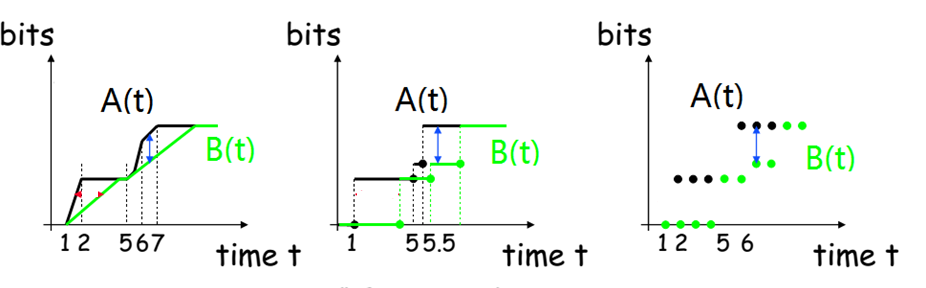 bits
A(t)
B(t)
1 2 5 6 7
time t
bits
A(t)
B(t)
1 5 5.5
time t
bits
A(t)
B(t)
1 2 5 6
time t